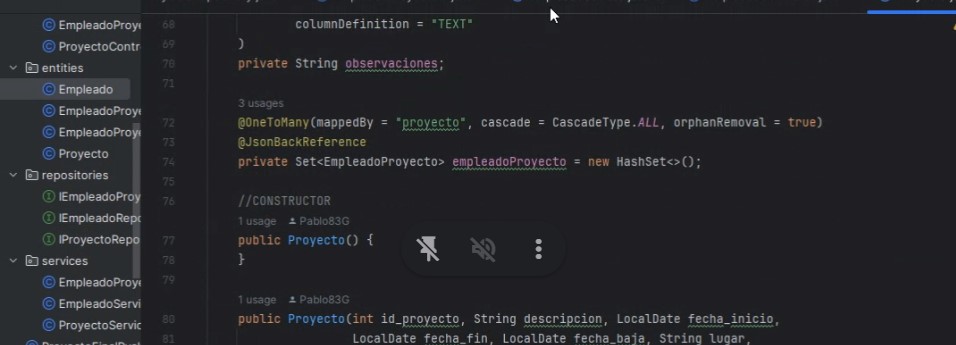 EmpleadoProye
ProyectoContr
entities
Empleado
EmpleadoProye
EmpleadoProye
Proyecto
repositories
IEmpleadoProy
IEmpleadoRepo
IProyectoRepo
services
EmpleadoProye
EmpleadoServi
ProyectoServic
68 columnDefinition = "TEXT"
69 )
70 private String observaciones;
71
3 usages
72 @OneToMany(mappedBy = "proyecto", cascade = CascadeType.ALL, orphanRemoval = true)
73 @JsonBackReference
74 private Set<EmpleadoProyecto> empleadoProyecto = new HashSet<>();
75
76 //CONSTRUCTOR
1 usage Pablo83G
77 public Proyecto() {
78 }
79
1 usage Pablo83G
80 public Proyecto(int id_proyecto, String descripcion, LocalDate fecha_inicio,
81 LocalDate fecha_fin, LocalDate fecha_baja, String lugar,